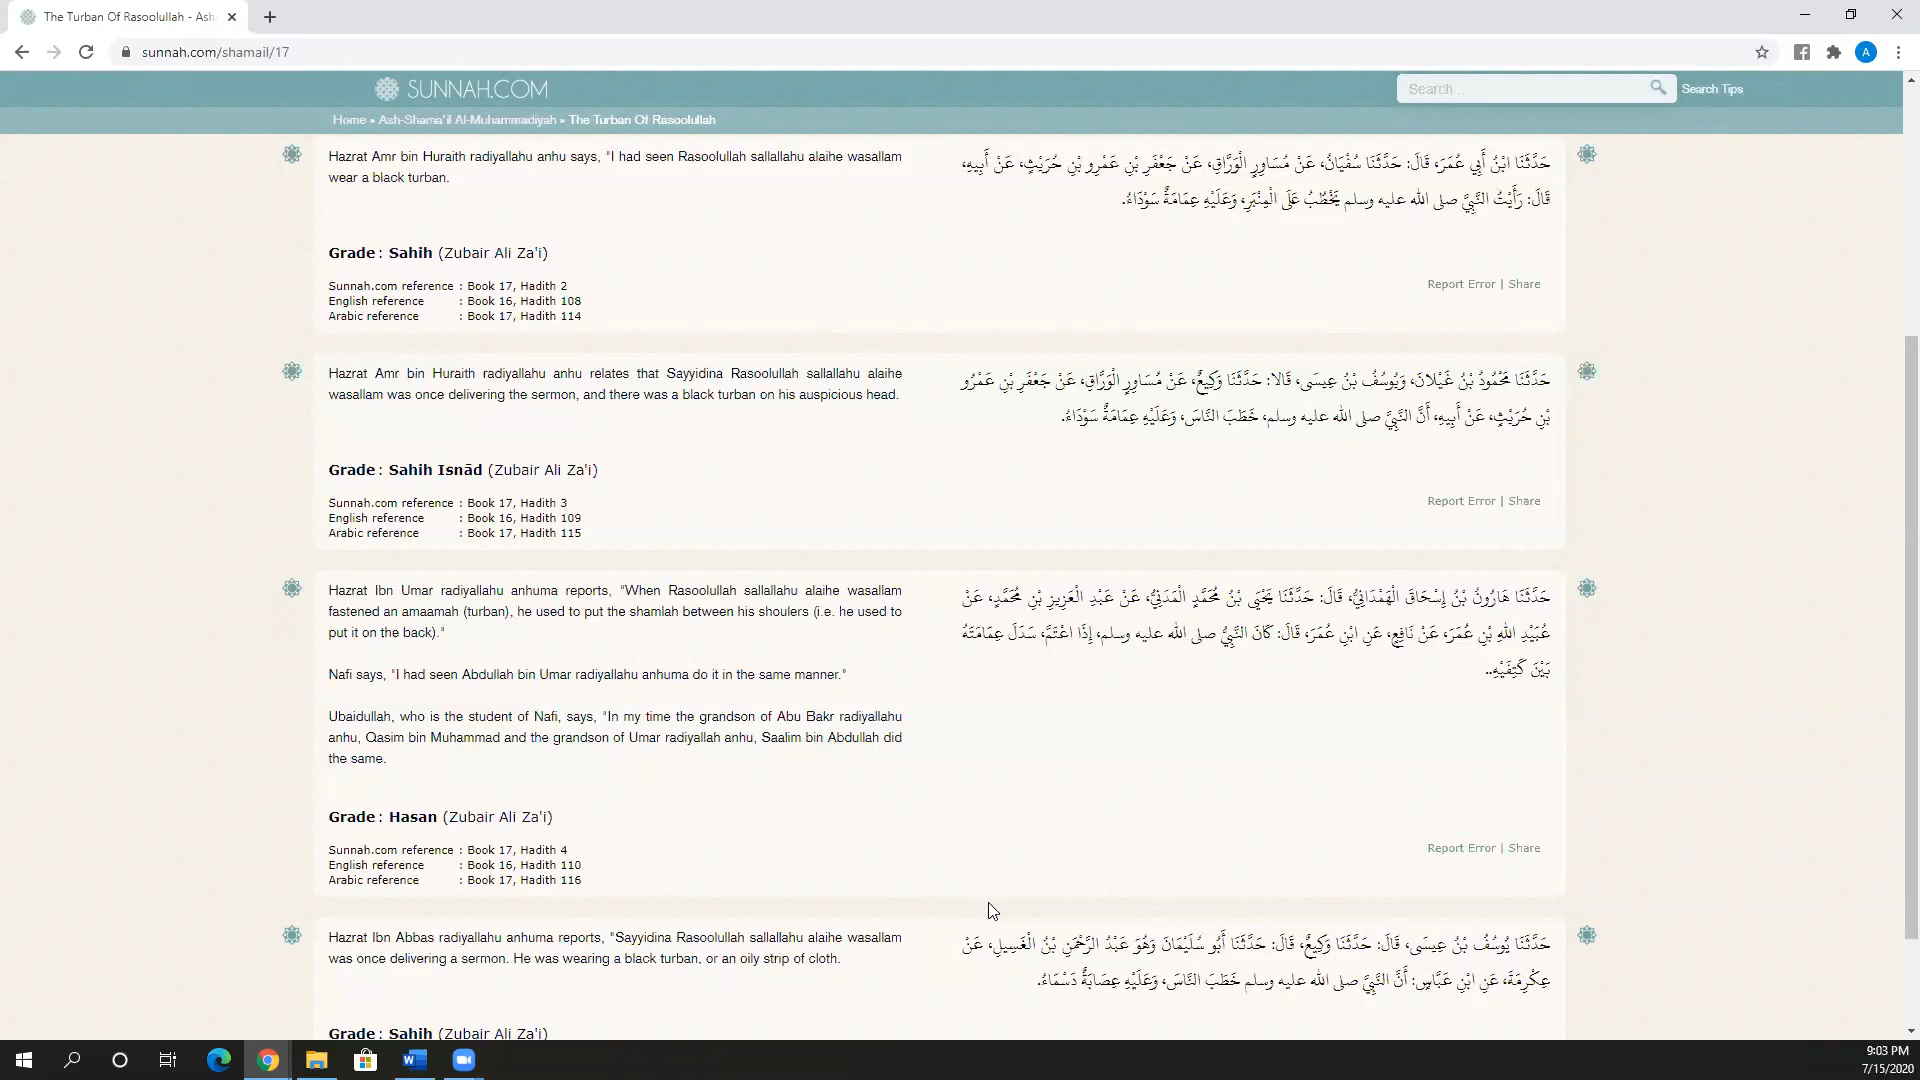 The Turban Of Rasoolullah - Ash
sunnah.com/shamail/17
A
SUNNAH.COM
Search ..
Search Tips
Home » Ash-Shama'il Al-Muhammadiyah » The Turban Of Rasoolullah
Hazrat Amr bin Huraith radiyallahu anhu says, "I had seen Rasoolullah sallallahu alaihe wasallam
wear a black turban.
حَدَّثَنَا ابْنُ أَبِي عُمَرَ، قَالَ‏:‏ حَدَّثَنَا سُفْيَانُ، عَنْ مُسَاوِرٍ الْوَرَّاقِ، عَنْ جَعْفَرِ بْنِ عَمْرِو بْنِ حُرَيْثٍ، عَنْ أَبِيهِ،
قَالَ‏:‏ رَأَيْتُ النَّبِيَّ صلى الله عليه وسلم يَخْطُبُ عَلَى الْمِنْبَرِ، وَعَلَيْهِ عِمَامَةٌ سَوْدَاءُ‏.‏
Grade : Sahih (Zubair Ali Za'i)
Sunnah.com reference : Book 17, Hadith 2
English reference : Book 16, Hadith 108
Arabic reference : Book 17, Hadith 114
Report Error | Share
Hazrat Amr bin Huraith radiyallahu anhu relates that Sayyidina Rasoolullah sallallahu alaihe
wasallam was once delivering the sermon, and there was a black turban on his auspicious head.
حَدَّثَنَا مَحْمُودُ بْنُ غَيْلانَ، وَيُوسُفُ بْنُ عِيسَى، قَالا‏:‏ حَدَّثَنَا وَكِيعٌ، عَنْ مُسَاوِرٍ الْوَرَّاقِ، عَنْ جَعْفَرِ بْنِ عَمْرُو
بْنِ حُرَيْثٍ، عَنْ أَبِيهِ، أَنَّ النَّبِيَّ صلى الله عليه وسلم، خَطَبَ النَّاسَ، وَعَلَيْهِ عِمَامَةٌ سَوْدَاءُ‏.‏
Grade : Sahih Isnād (Zubair Ali Za'i)
Sunnah.com reference : Book 17, Hadith 3
English reference : Book 16, Hadith 109
Arabic reference : Book 17, Hadith 115
Report Error | Share
Hazrat Ibn Umar radiyallahu anhuma reports, "When Rasoolullah sallallahu alaihe wasallam
fastened an amaamah (turban), he used to put the shamlah between his shoulers (i.e. he used to
put it on the back)."
Nafi says, "I had seen Abdullah bin Umar radiyallahu anhuma do it in the same manner."
Ubaidullah, who is the student of Nafi, says, "In my time the grandson of Abu Bakr radiyallahu
anhu, Qasim bin Muhammad and the grandson of Umar radiyallah anhu, Saalim bin Abdullah did
the same.
حَدَّثَنَا هَارُونُ بْنُ إِسْحَاقَ الْهَمْدَانِيُّ، قَالَ‏:‏ حَدَّثَنَا يَحْيَى بْنُ مُحَمَّدٍ الْمَدَنِيُّ، عَنْ عَبْدِ الْعَزِيزِ بْنِ مُحَمَّدٍ، عَنْ
عُبَيْدِ اللهِ بْنِ عُمَرَ، عَنْ نَافِعٍ، عَنِ ابْنِ عُمَرَ، قَالَ‏:‏ كَانَ النَّبِيُّ صلى الله عليه وسلم، إِذَا اعْتَمَّ، سَدَلَ عِمَامَتَهُ
بَيْنَ كَتِفَيْهِ‏..‏
Grade : Hasan (Zubair Ali Za'i)
Sunnah.com reference : Book 17, Hadith 4
English reference : Book 16, Hadith 110
Arabic reference : Book 17, Hadith 116
Report Error | Share
Hazrat Ibn Abbas radiyallahu anhuma reports, "Sayyidina Rasoolullah sallallahu alaihe wasallam
was once delivering a sermon. He was wearing a black turban, or an oily strip of cloth.
حَدَّثَنَا يُوسُفُ بْنُ عِيسَى، قَالَ‏:‏ حَدَّثَنَا وَكِيعٌ، قَالَ‏:‏ حَدَّثَنَا أَبُو سُلَيْمَانَ وَهُوَ عَبْدُ الرَّحْمَنِ بْنُ الْغَسِيلِ، عَنْ
عِكْرِمَةَ، عَنِ ابْنِ عَبَّاسٍ‏:‏ أَنَّ النَّبِيَّ صلى الله عليه وسلم خَطَبَ النَّاسَ، وَعَلَيْهِ عِصَابَةٌ دَسْمَاءُ‏.‏
Grade : Sahih (Zubair Ali Za'i)
9:03 PM
7/15/2020